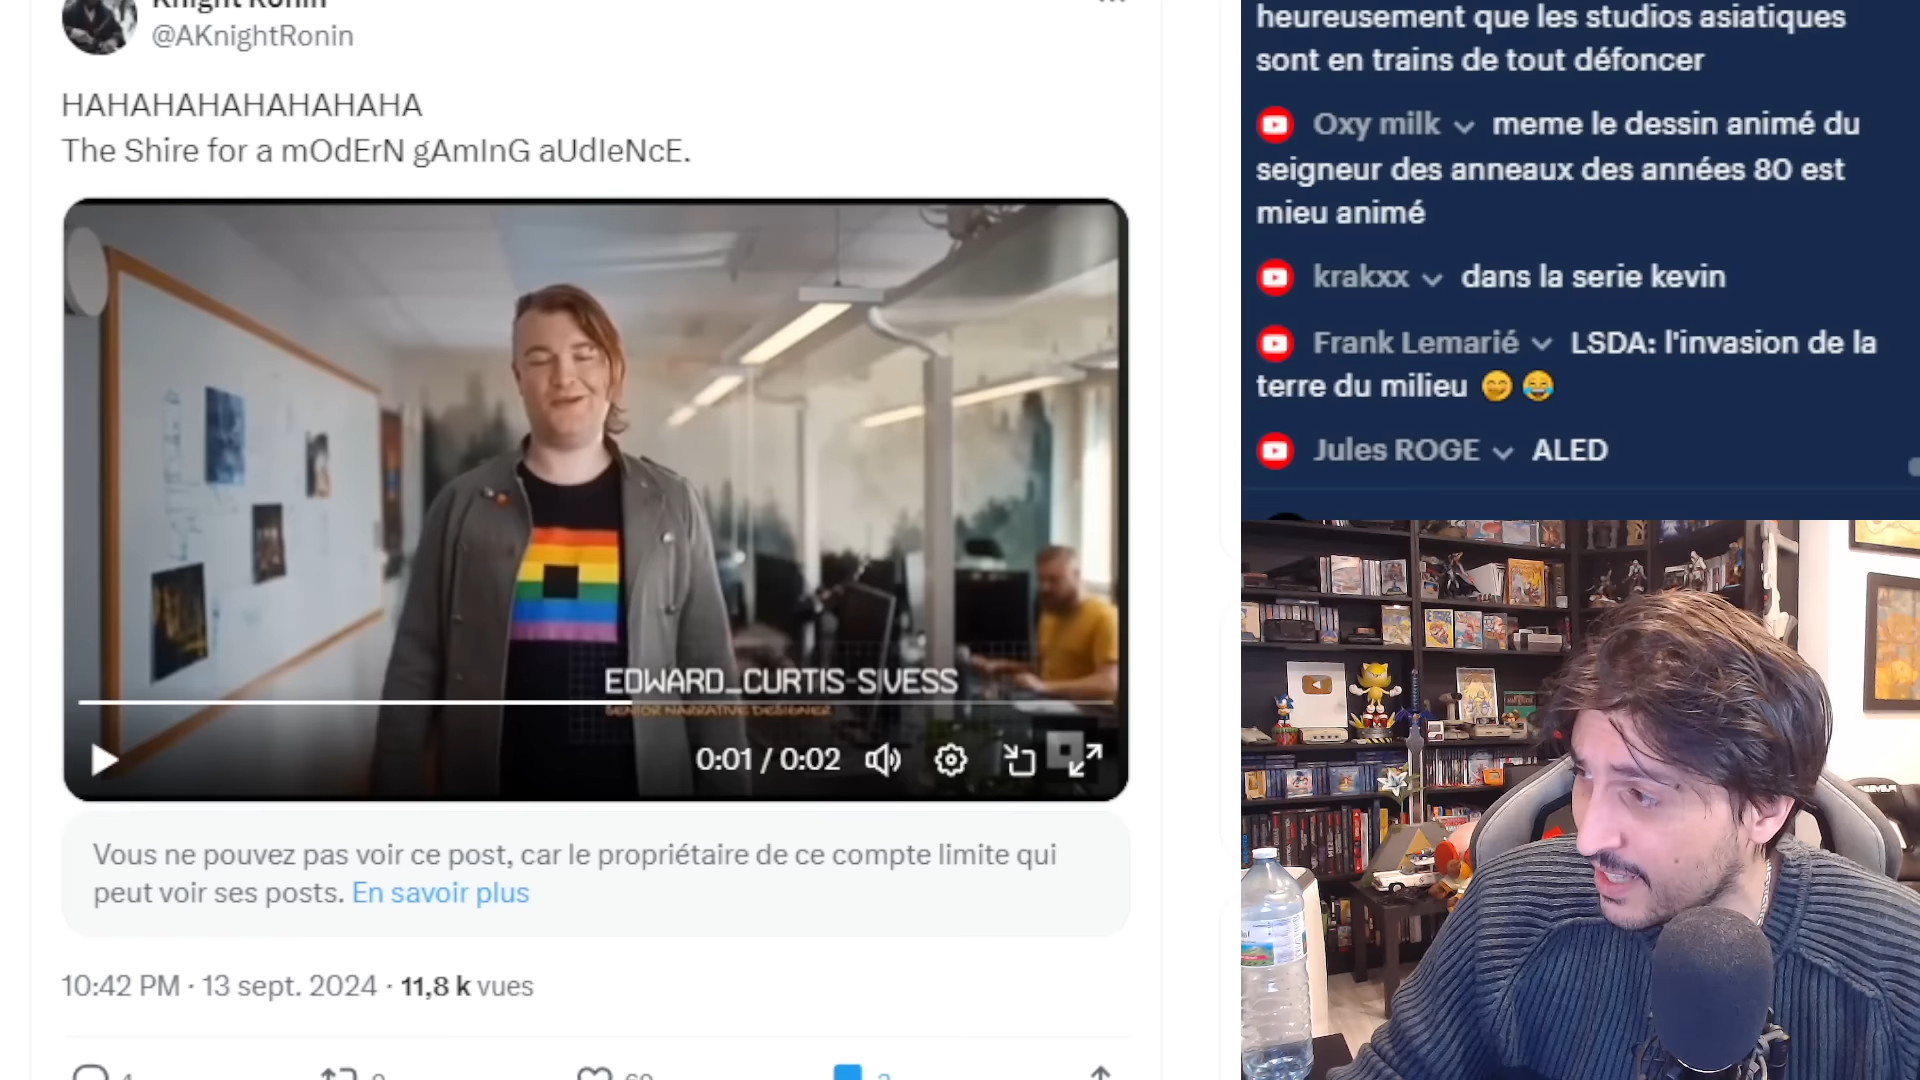 Knight Ronin
@AKnightRonin
HAHAHAHAHAHAHAHA
The Shire for a mOdErN gAmInG aUdIeNcE.
EDWARD_CURTIS-SIVESS
SENIOR NARRATIVE DESIGNER
0:01 / 0:02
Vous ne pouvez pas voir ce post, car le propriétaire de ce compte limite qui
peut voir ses posts. En savoir plus
10:42 PM · 13 sept. 2024 · 11,8 k vues
heureusement que les studios asiatiques
sont en trains de tout défoncer
Oxy milk meme le dessin animé du
seigneur des anneaux des années 80 est
mieu animé
krakxx dans la serie kevin
Frank Lemarié LSDA: l'invasion de la
terre du milieu 😄 😂
Jules ROGE ALED